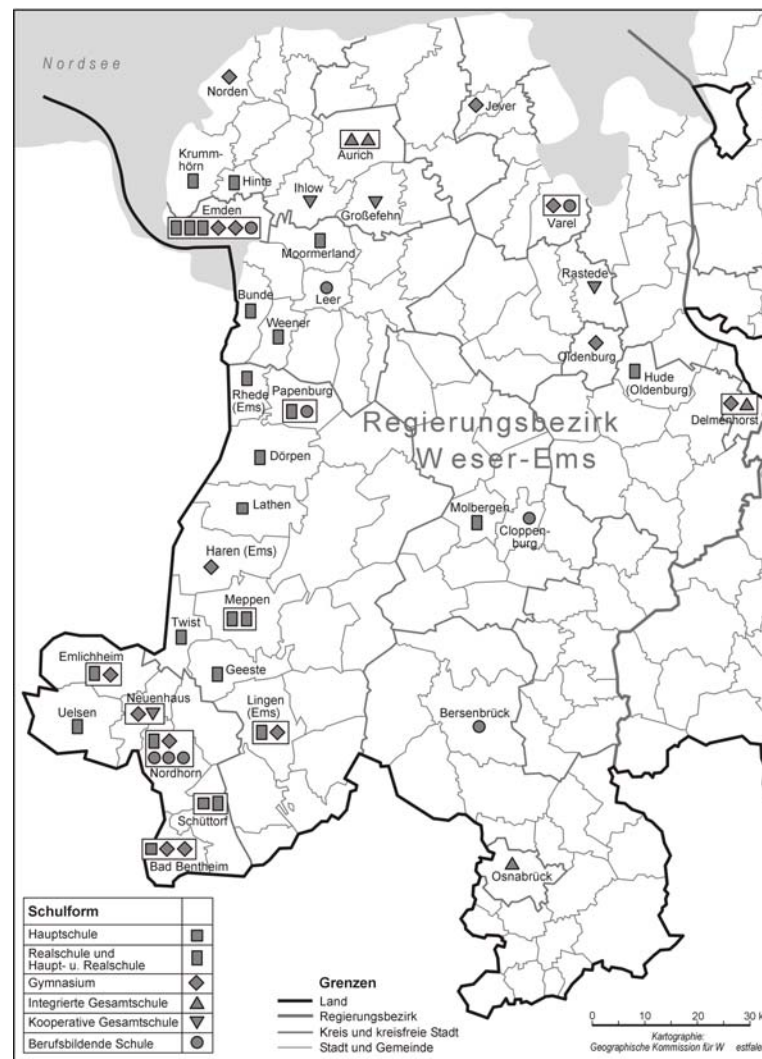 Nordsee
Norden
Jever
Aurich
Krumm-
hörn
Hinte
Ihlow
Großefehn
Emden
Varel
Moormerland
Leer
Rastede
Bunde
Weener
Oldenburg
Hude
(Oldenburg)
Rhede
(Ems)
Papenburg
Delmenhorst
Regierungsbezirk
Weser-Ems
Dörpen
Lathen
Molbergen
Cloppen-
burg
Haren (Ems)
Meppen
Twist
Emlichheim
Geeste
Neuenhaus
Lingen
(Ems)
Uelsen
Bersenbrück
Nordhorn
Schüttorf
Bad Bentheim
Osnabrück
Schulform
Hauptschule
Realschule und
Haupt- u. Realschule
Gymnasium
Integrierte Gesamtschule
Kooperative Gesamtschule
Berufsbildende Schule
Grenzen
Land
Regierungsbezirk
Kreis und kreisfreie Stadt
Stadt und Gemeinde
0 10 20 30 k
Kartographie:
Geographische Kommission für W estfale